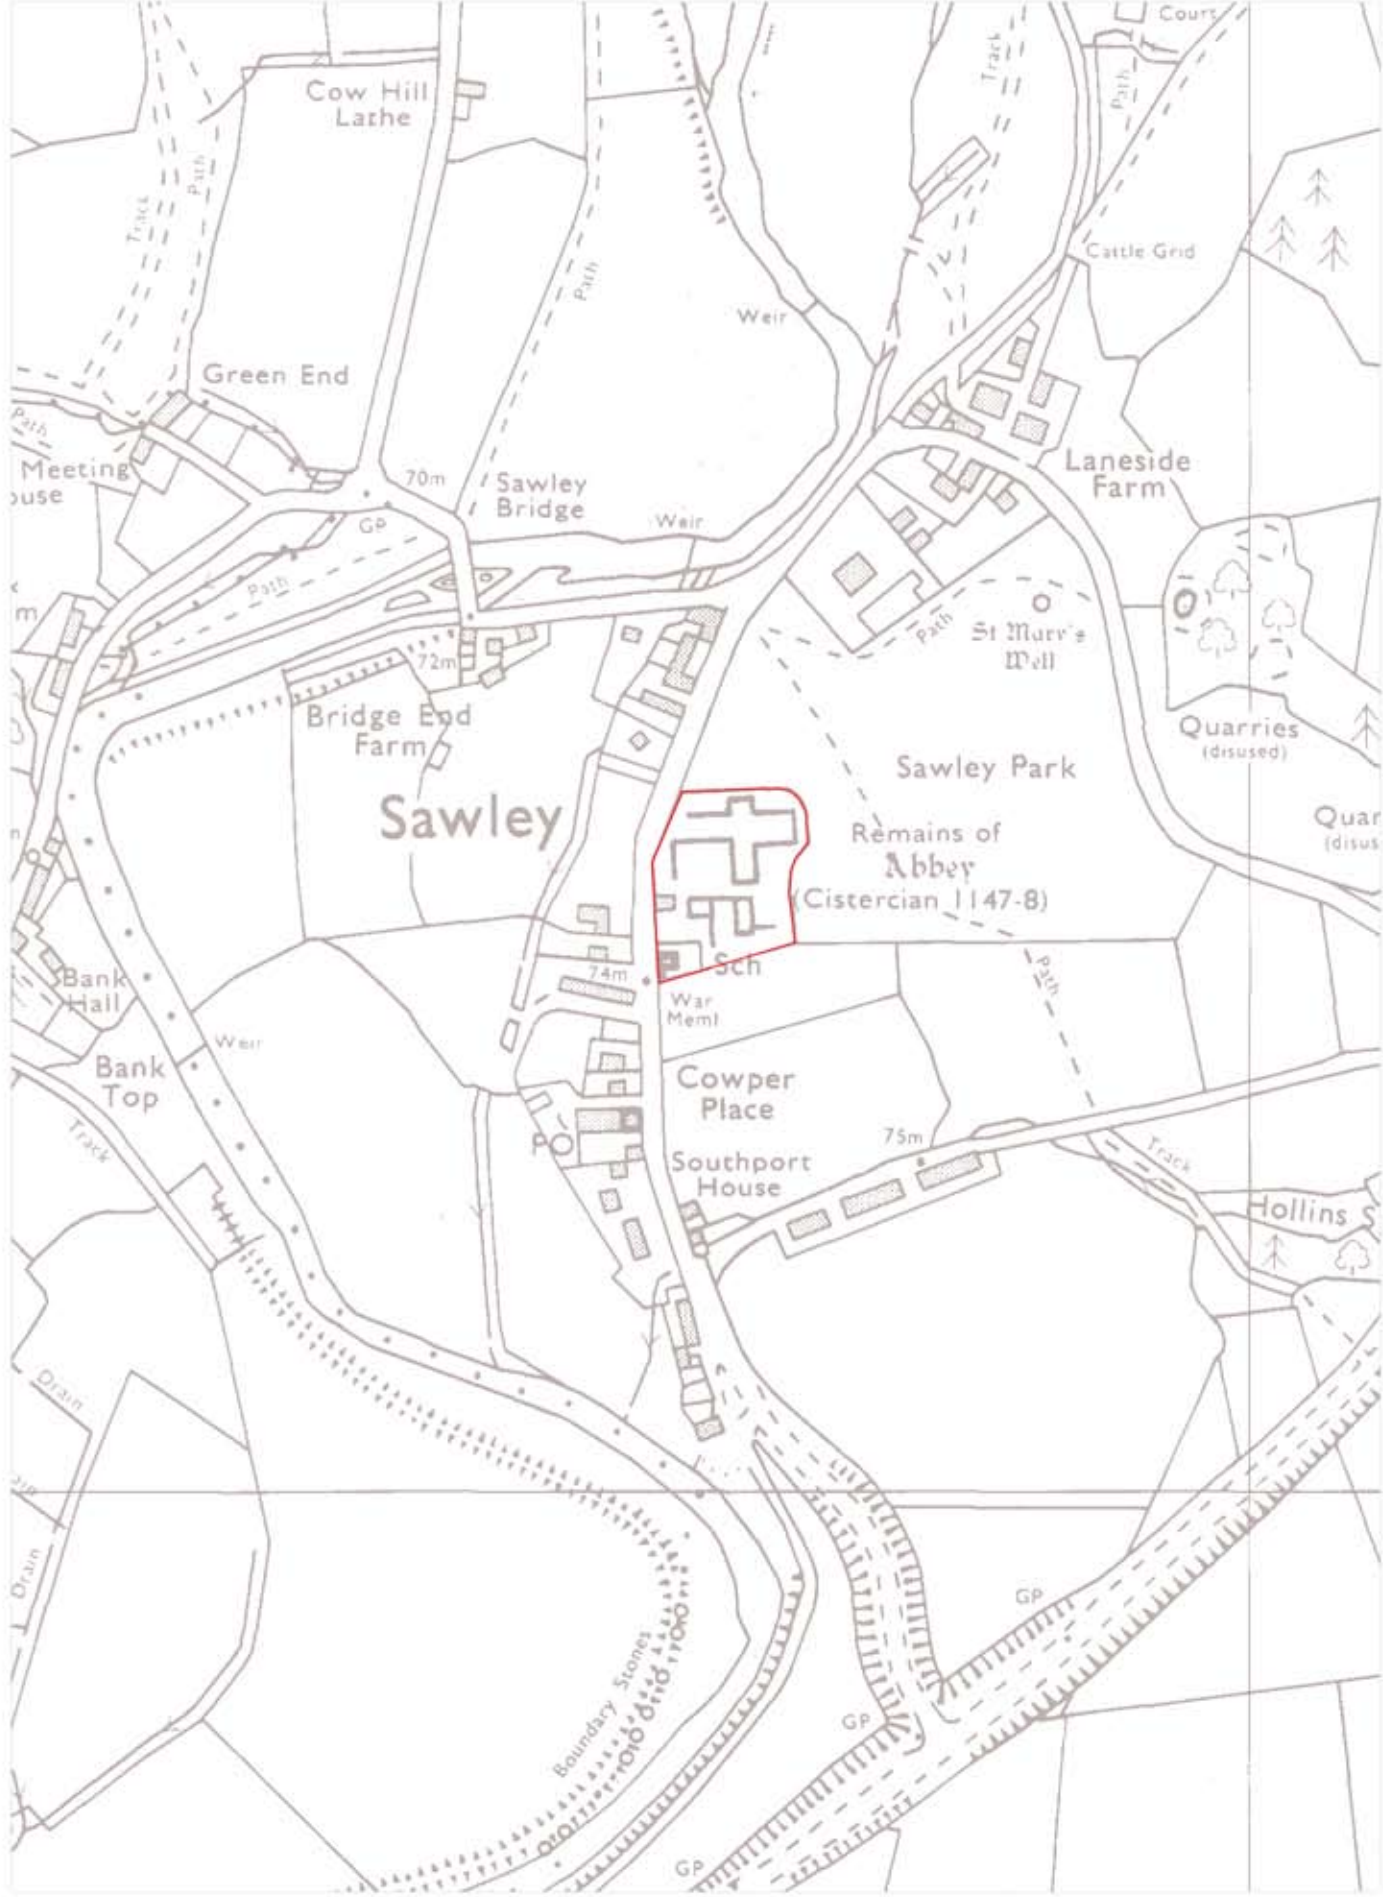 Court
Track
Path
Cow Hill
Lathe
Path
Track
Cattle Grid
Path
Weir
Green End
Path
Meeting
ouse
70m
Sawley
Bridge
Laneside
Farm
Weir
GP
Path
m
Path
St Mary's
Well
72m
Bridge End
Farm
Quarries
(disused)
Sawley Park
Sawley
Quar
(disus
Remains of
Abbey
(Cistercian 1147-8)
Sch
Path
74m
Bank
Hall
War
Meml
Weir
Bank
Top
Cowper
Place
Track
75m
P
Track
Southport
House
Hollins S
Drain
ain
Drain
GP
Boundary Stones
GP
GP